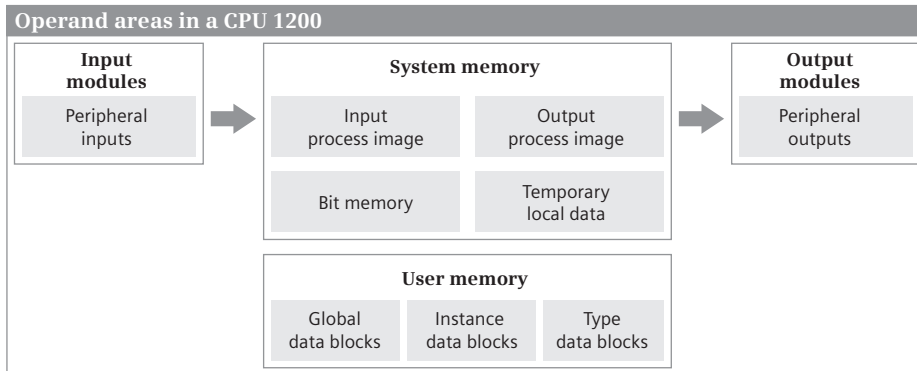 Operand areas in a CPU 1200
Input
modules
Peripheral
inputs
System memory
Input
process image
Output
process image
Bit memory
Temporary
local data
Output
modules
Peripheral
outputs
User memory
Global
data blocks
Instance
data blocks
Type
data blocks